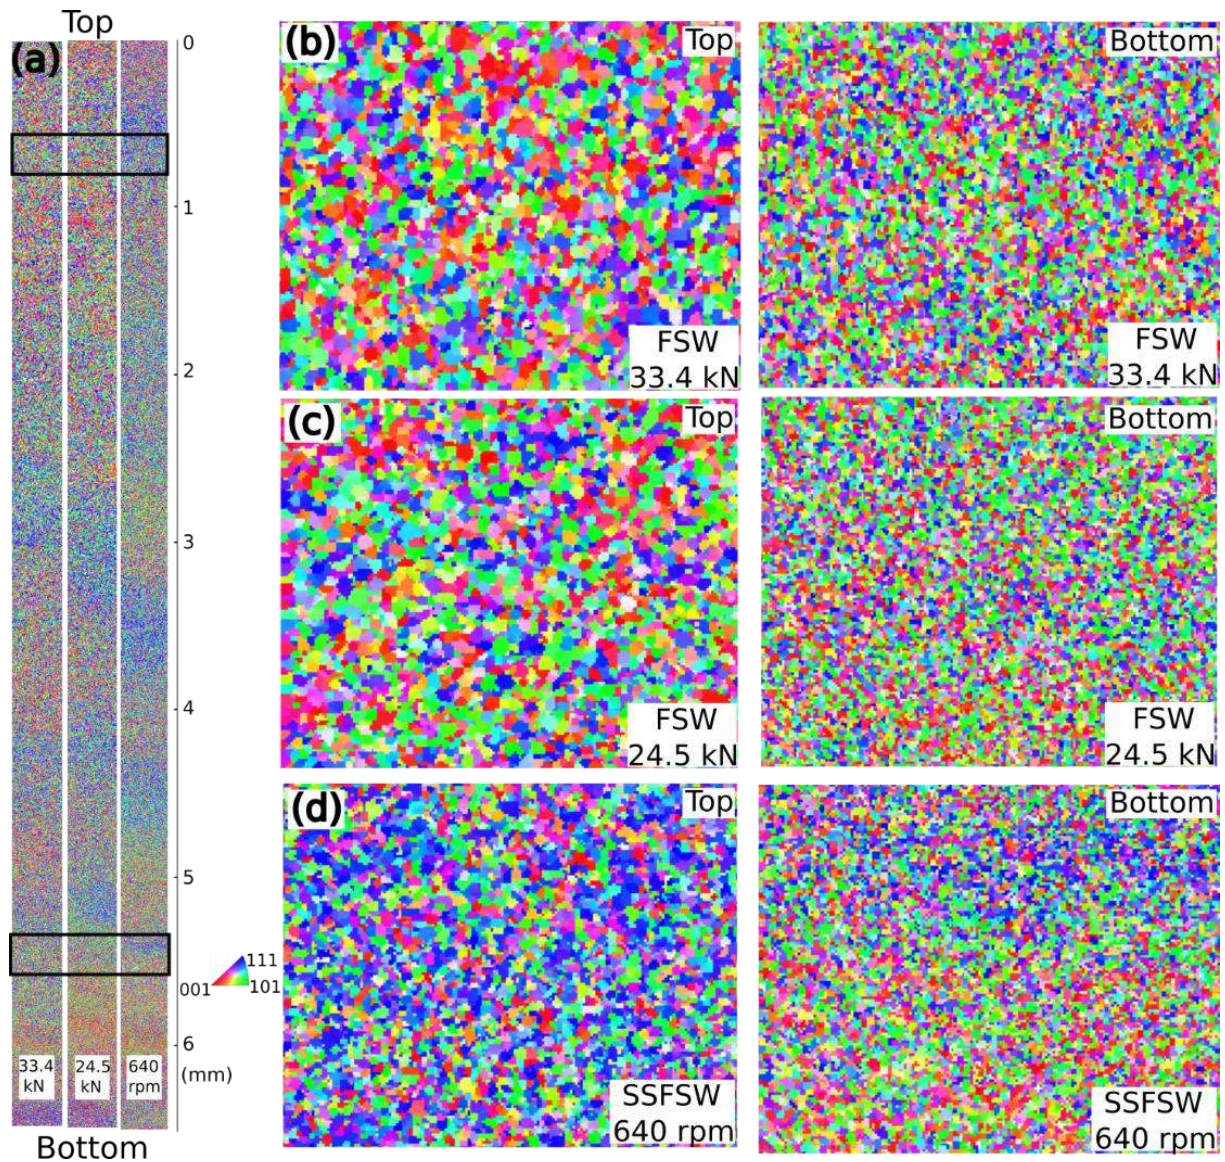 Top
(a)
0
1
2
3
4
5
6
(mm)
33.4
kN
24.5
kN
640
rpm
Bottom
111
001
101
(b)
Top
FSW
33.4 kN
Bottom
FSW
33.4 kN
(c)
Top
FSW
24.5 kN
Bottom
FSW
24.5 kN
(d)
Top
SSFSW
640 rpm
Bottom
SSFSW
640 rpm